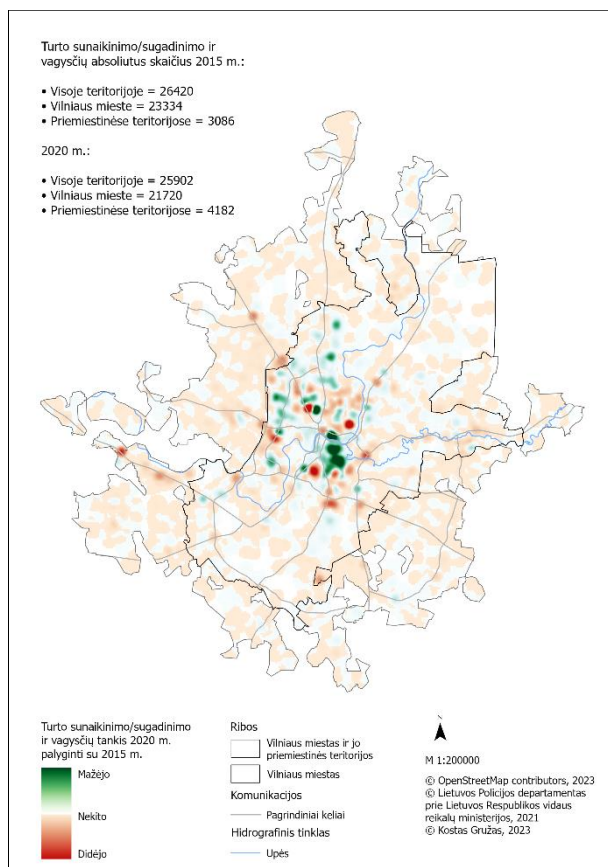 Turto sunaikinimo/sugadinimo ir
vagysčių absoliutus skaičius 2015 m.:
• Visoje teritorijoje = 26420
• Vilniaus mieste = 23334
• Priemiestinėse teritorijose = 3086
2020 m.:
• Visoje teritorijoje = 25902
• Vilniaus mieste = 21720
• Priemiestinėse teritorijose = 4182
Turto sunaikinimo/sugadinimo
ir vagysčių tankis 2020 m.
palyginti su 2015 m.
Mažėjo
Nekito
Didėjo
Ribos
Vilniaus miestas ir jo
priemiestinės teritorijos
Vilniaus miestas
Komunikacijos
Pagrindiniai keliai
Hidrografinis tinklas
Upės
N
M 1:200000
© OpenStreetMap contributors, 2023
© Lietuvos Policijos departamentas
prie Lietuvos Respublikos vidaus
reikalų ministerijos, 2021
© Kostas Gružas, 2023